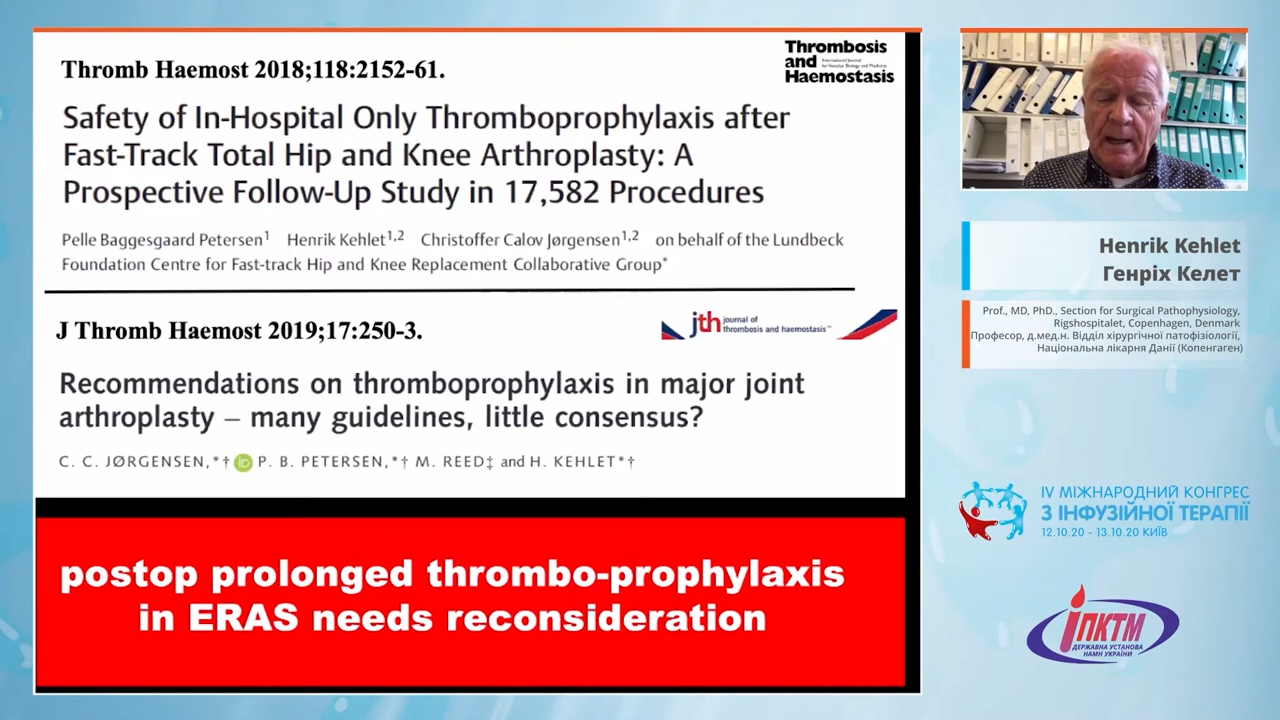 Thromb Haemost 2018;118:2152-61.
Thrombosis
and
International Journal
for Vascular Biology and Medicine
Haemostasis
Safety of In-Hospital Only Thromboprophylaxis after
Fast-Track Total Hip and Knee Arthroplasty: A
Prospective Follow-Up Study in 17,582 Procedures
Pelle Baggesgaard Petersen1 Henrik Kehlet1,2 Christoffer Calov Jørgensen1,2 on behalf of the Lundbeck
Foundation Centre for Fast-track Hip and Knee Replacement Collaborative Group*
J Thromb Haemost 2019;17:250-3.
jth journal of
thrombosis and haemostasis
Recommendations on thromboprophylaxis in major joint
arthroplasty – many guidelines, little consensus?
C. C. JØRGENSEN,*† iD P. B. PETERSEN,*† M. REED‡ and H. KEHLET*†
postop prolonged thrombo-prophylaxis
in ERAS needs reconsideration
Henrik Kehlet
Генріх Келет
Prof., MD, PhD., Section for Surgical Pathophysiology,
Rigshospitalet, Copenhagen, Denmark
Професор, д.мед.н. Відділ хірургічної патофізіології,
Національна лікарня Данії (Копенгаген)
IV МІЖНАРОДНИЙ КОНГРЕС
З ІНФУЗІЙНОЇ ТЕРАПІЇ
12.10.20 - 13.10.20 КИЇВ
ІПКТМ
ДЕРЖАВНА УСТАНОВА
НАМН УКРАЇНИ